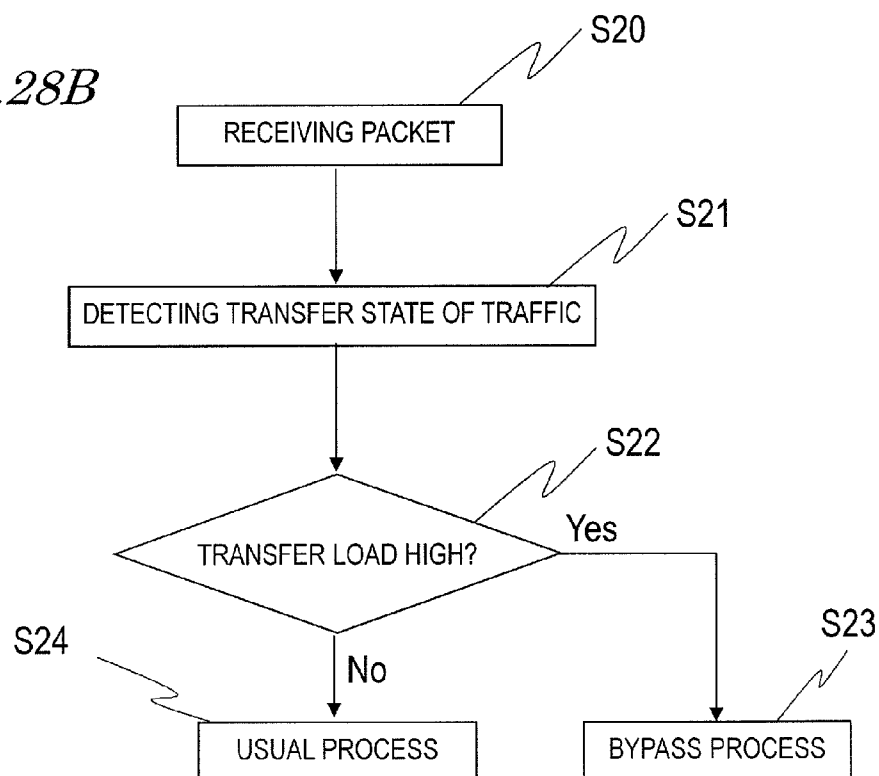 S20
.28B
RECEIVING PACKET
S21
DETECTING TRANSFER STATE OF TRAFFIC
S22
Yes
TRANSFER LOAD HIGH?
S24
No
S23
USUAL PROCESS
BYPASS PROCESS